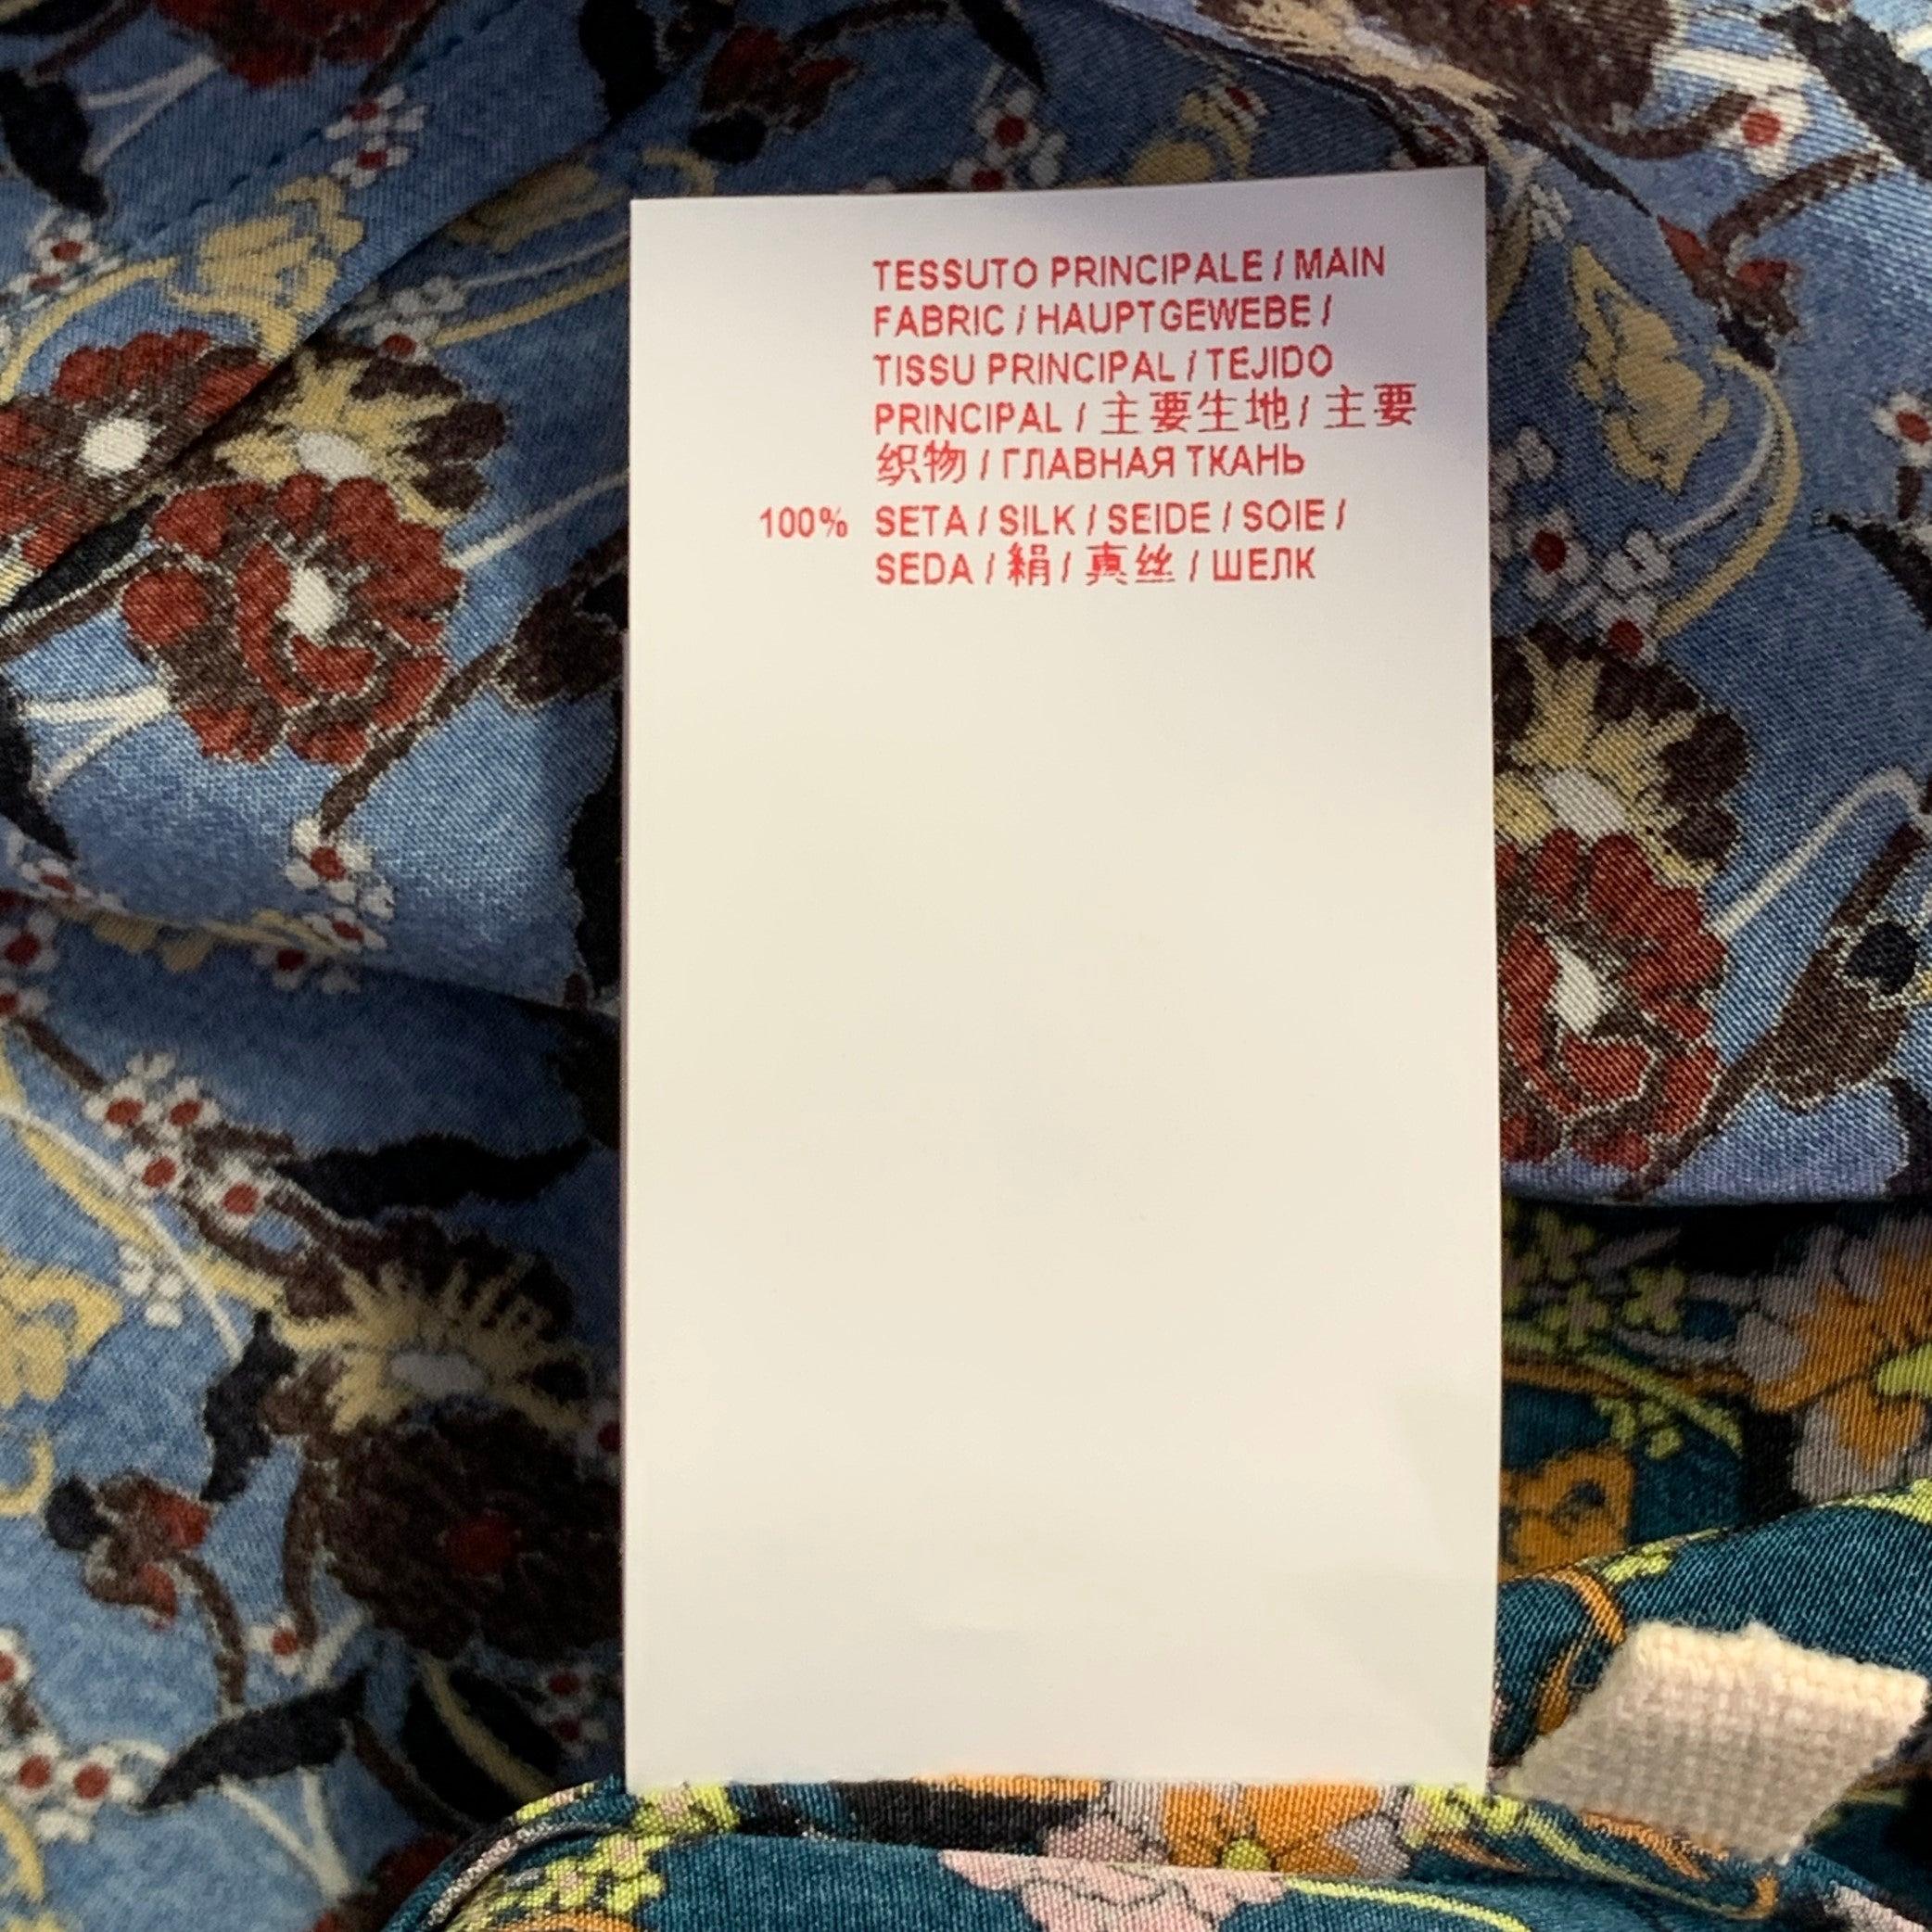 TESSUTO PRINCIPALE / MAIN
FABRIC / HAUPTGEWEBE /
TISSU PRINCIPAL / TEJIDO
PRINCIPAL / 主要生地 / 主要
织物 / ГЛАВНАЯ ТКАНЬ
100% SETA / SILK / SEIDE / SOIE /
SEDA / 絹 / 真丝 / ШЕЛК